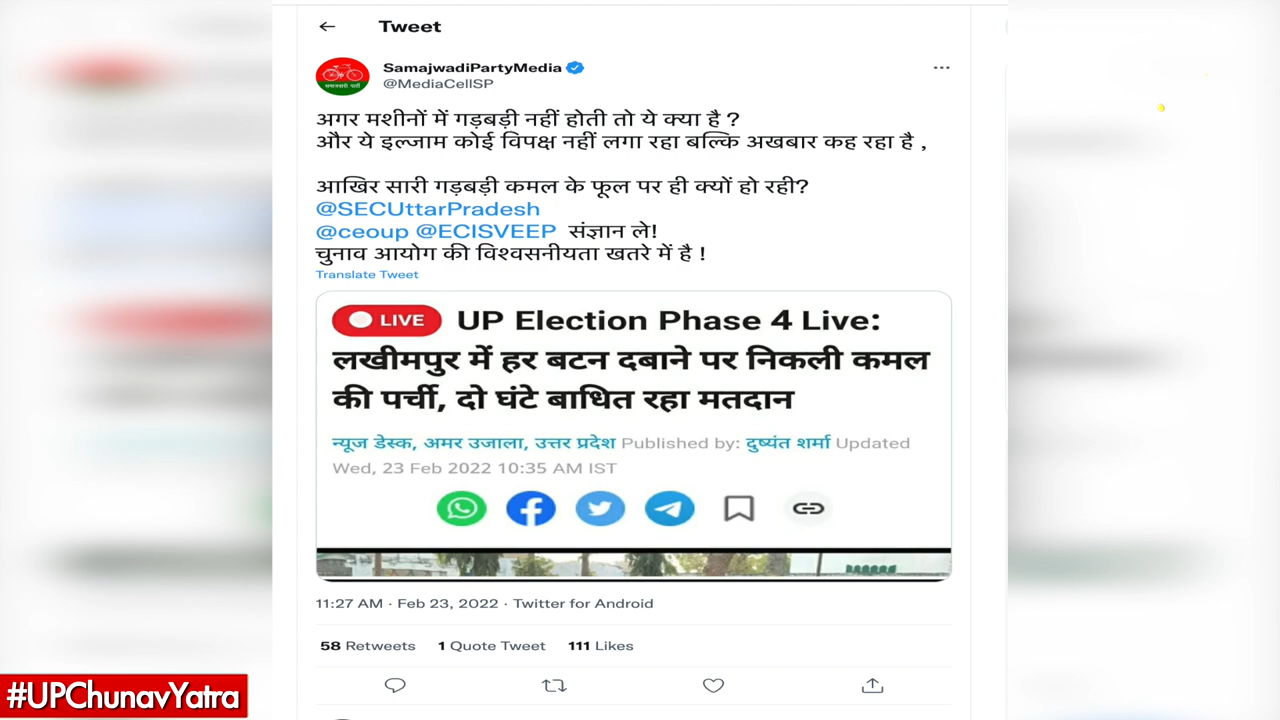 Tweet
SamajwadiPartyMedia
@MediaCellSP
समाजवादी पार्टी
अगर मशीनों में गड़बड़ी नहीं होती तो ये क्या है ?
और ये इल्जाम कोई विपक्ष नहीं लगा रहा बल्कि अखबार कह रहा है ,
आखिर सारी गड़बड़ी कमल के फूल पर ही क्यों हो रही?
@SECUttarPradesh
@ceoup @ECISVEEP संज्ञान ले!
चुनाव आयोग की विश्वसनीयता खतरे में है !
Translate Tweet
LIVE UP Election Phase 4 Live:
लखीमपुर में हर बटन दबाने पर निकली कमल
की पर्ची, दो घंटे बाधित रहा मतदान
न्यूज डेस्क, अमर उजाला, उत्तर प्रदेश Published by: दुष्यंत शर्मा Updated
Wed, 23 Feb 2022 10:35 AM IST
11:27 AM · Feb 23, 2022 · Twitter for Android
58 Retweets 1 Quote Tweet 111 Likes
#UPChunavYatra